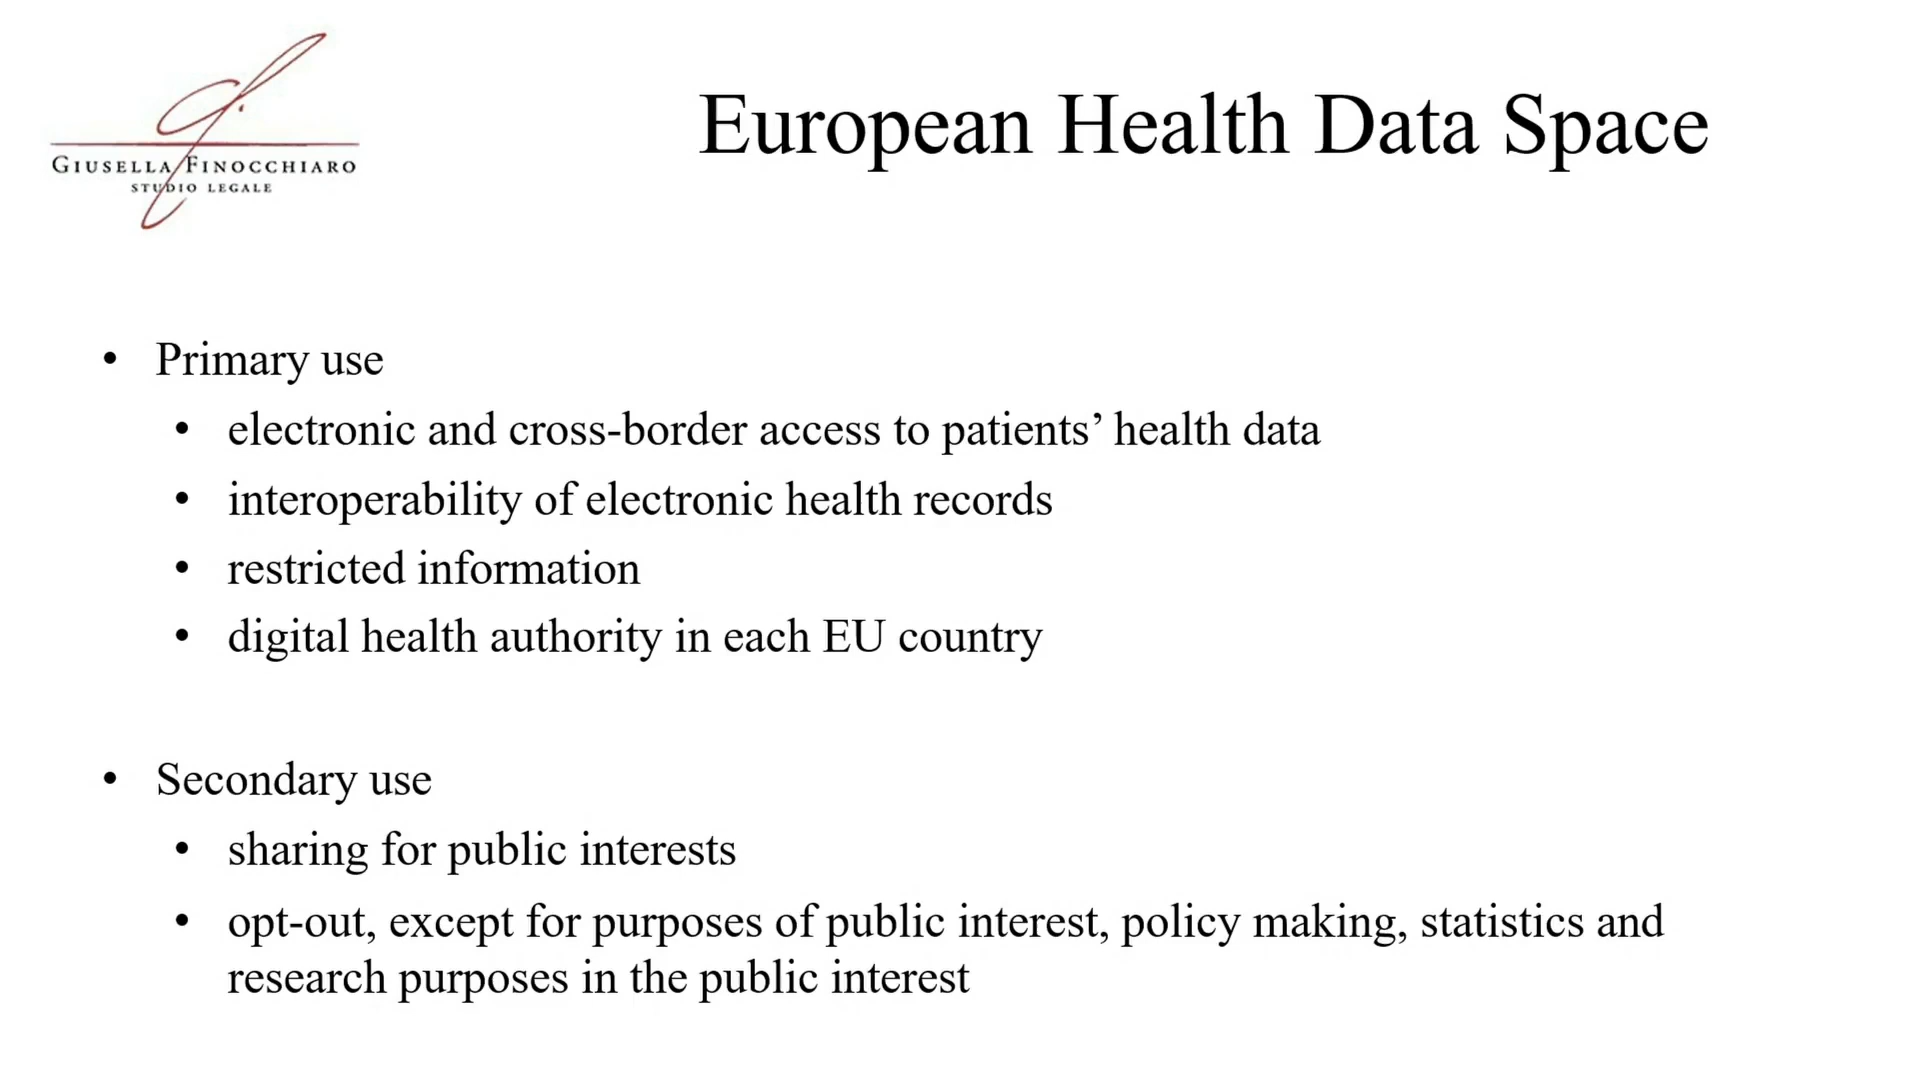 GIUSELLA FINOCCHIARO
STUDIO LEGALE
European Health Data Space
• Primary use
• electronic and cross-border access to patients’ health data
• interoperability of electronic health records
• restricted information
• digital health authority in each EU country
• Secondary use
• sharing for public interests
• opt-out, except for purposes of public interest, policy making, statistics and
research purposes in the public interest